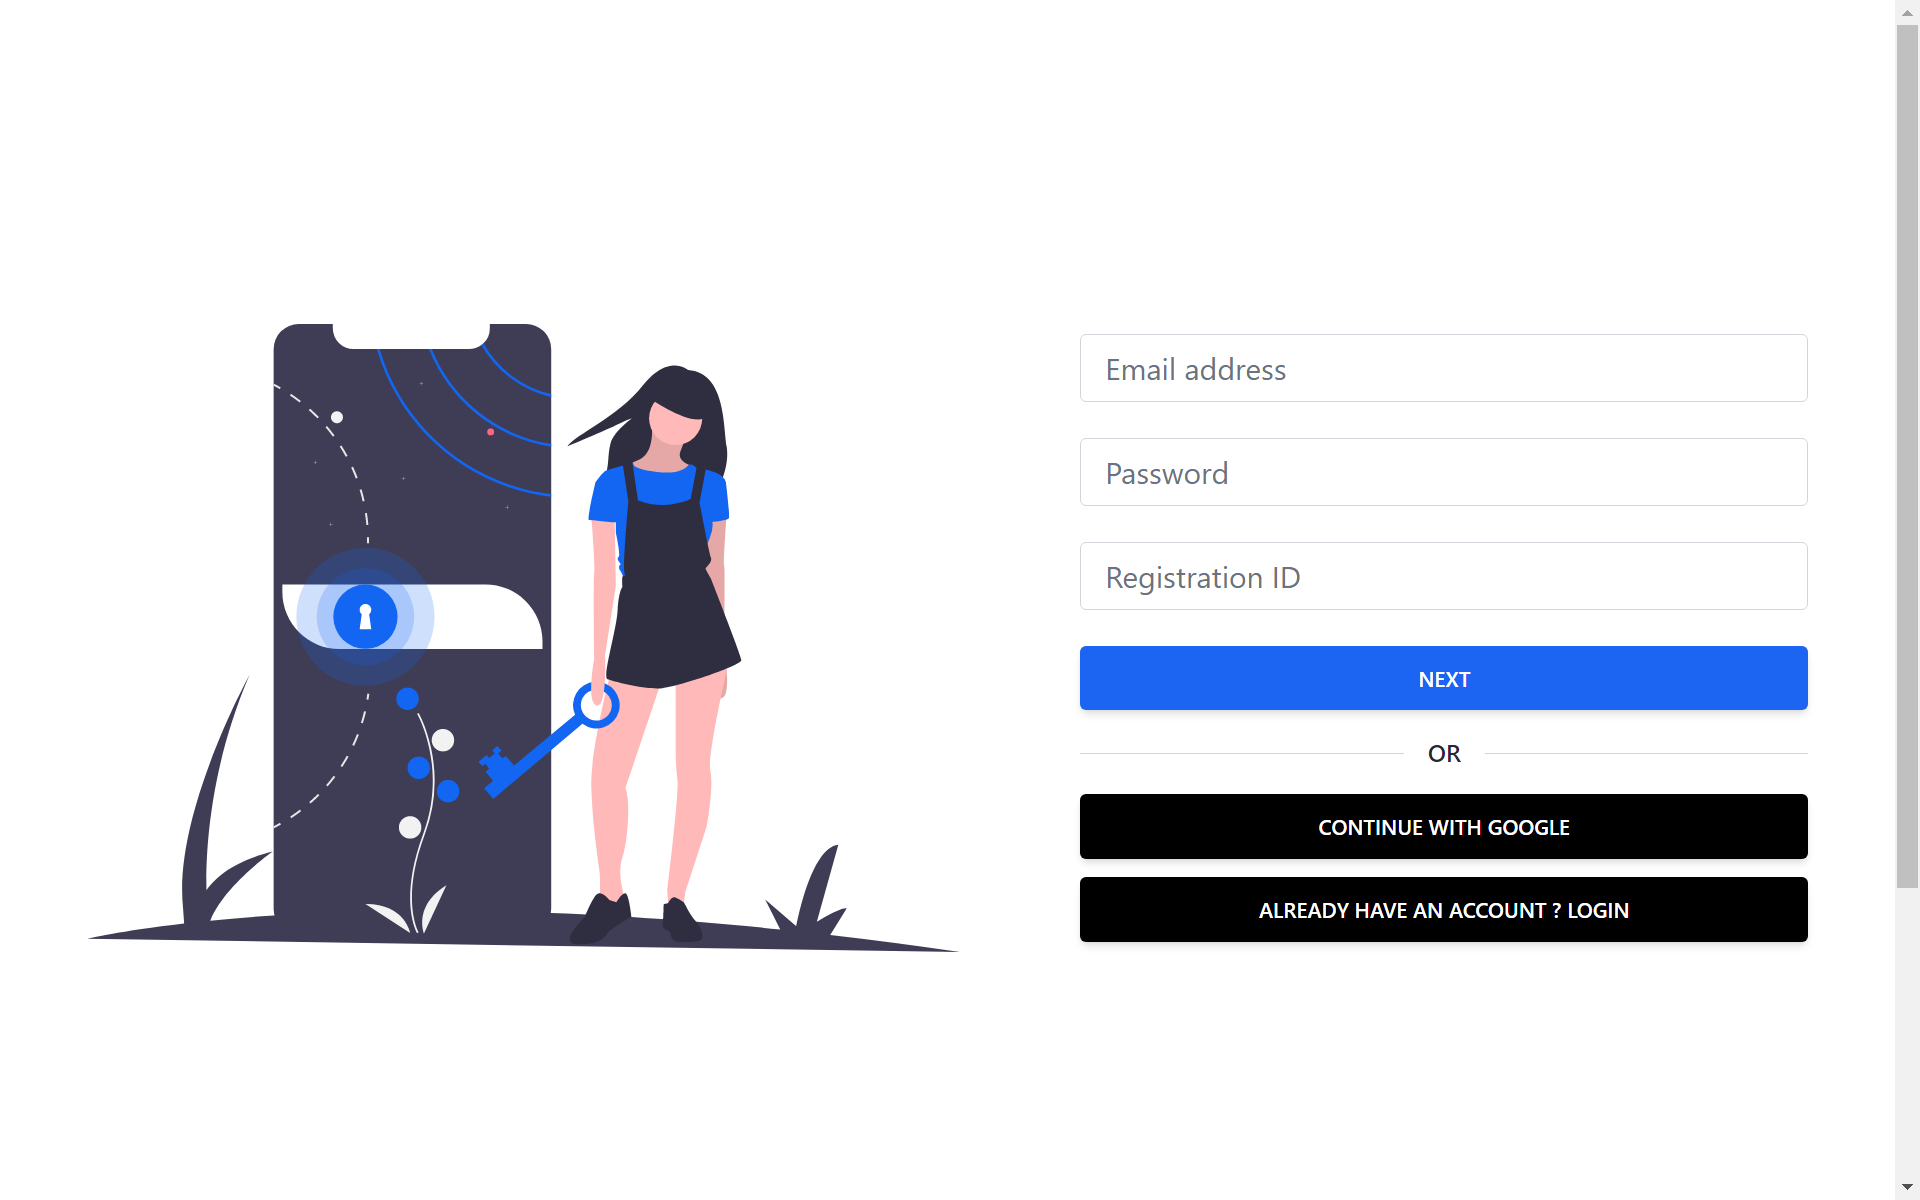 Email address
Password
Registration ID
NEXT
OR
CONTINUE WITH GOOGLE
ALREADY HAVE AN ACCOUNT ? LOGIN